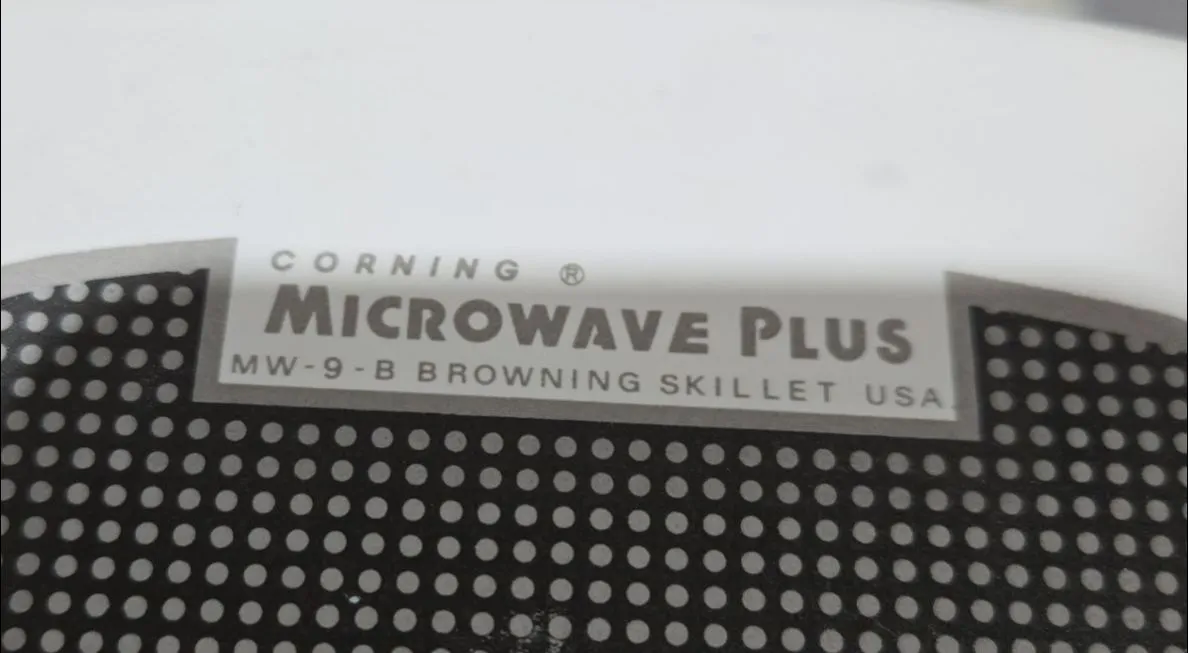 CORNING ®
MICROWAVE PLUS
MW-9-B BROWNING SKILLET USA